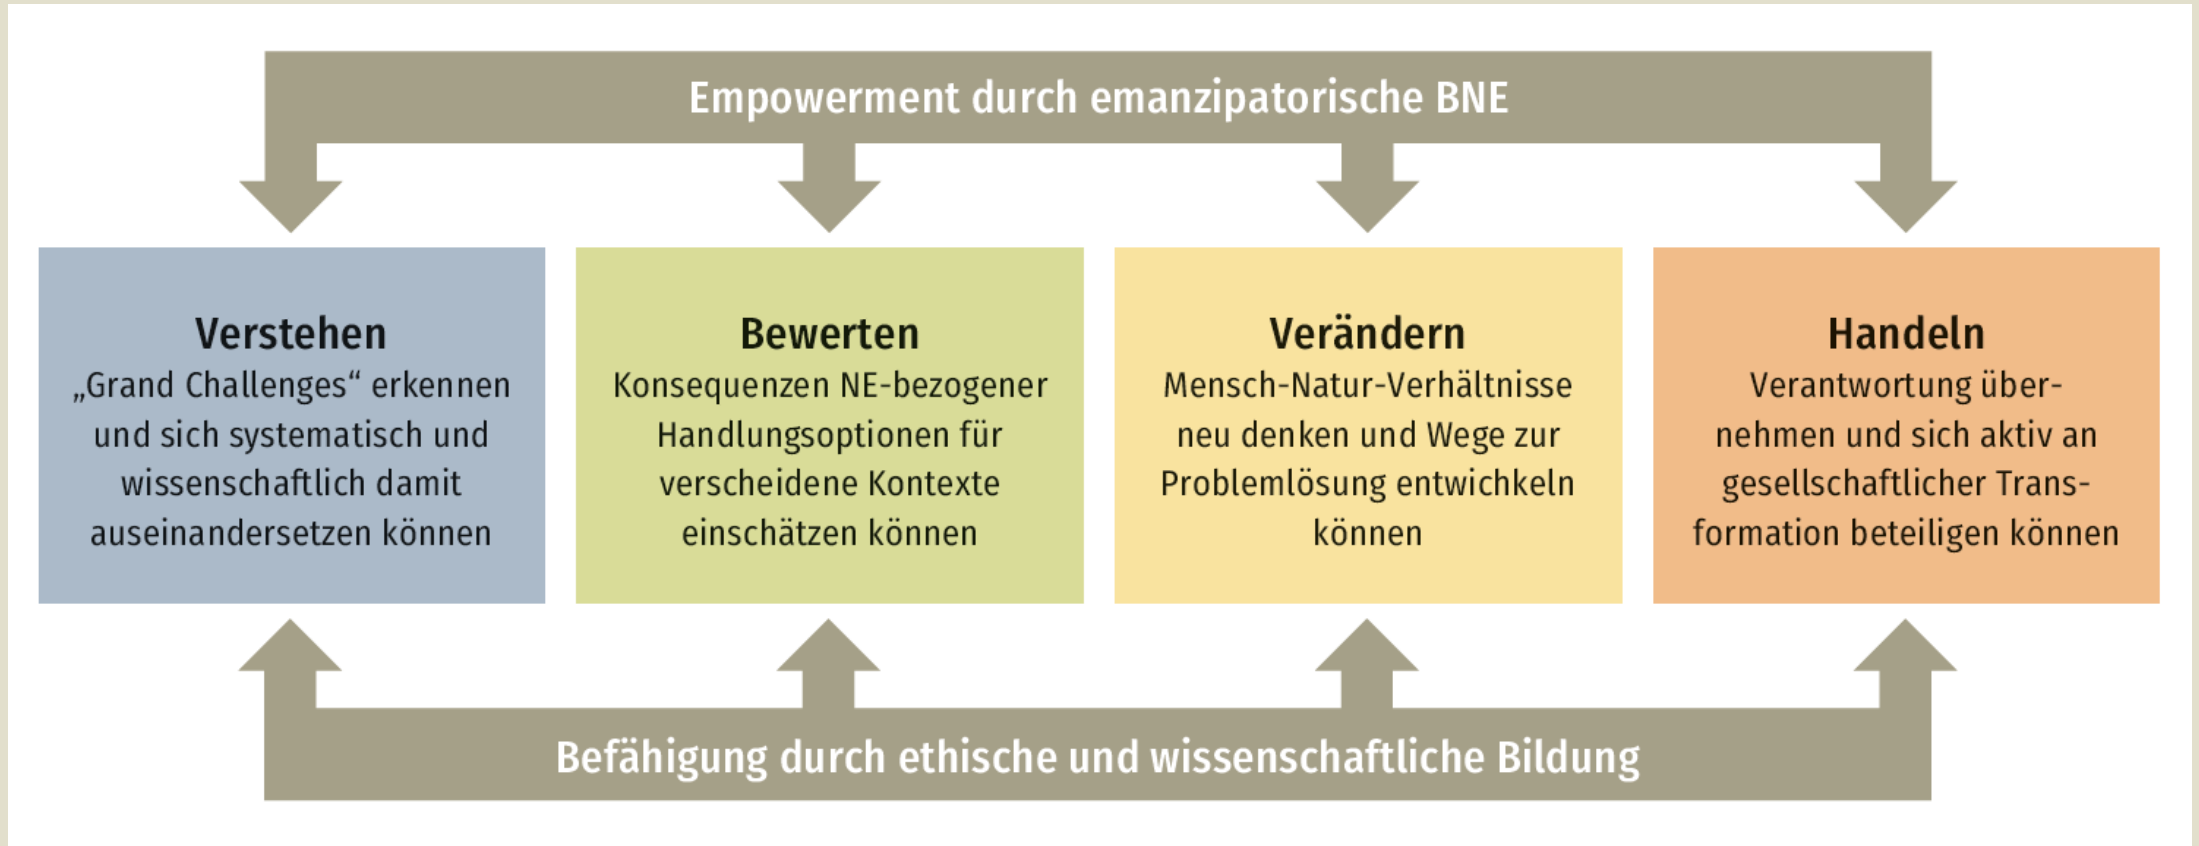 Empowerment durch emanzipatorische BNE
Verstehen
„Grand Challenges“ erkennen
und sich systematisch und
wissenschaftlich damit
auseinandersetzen können
Bewerten
Konsequenzen NE-bezogener
Handlungsoptionen für
verscheidene Kontexte
einschätzen können
Verändern
Mensch-Natur-Verhältnisse
neu denken und Wege zur
Problemlösung entwichkeln
können
Handeln
Verantwortung über-
nehmen und sich aktiv an
gesellschaftlicher Trans-
formation beteiligen können
Befähigung durch ethische und wissenschaftliche Bildung